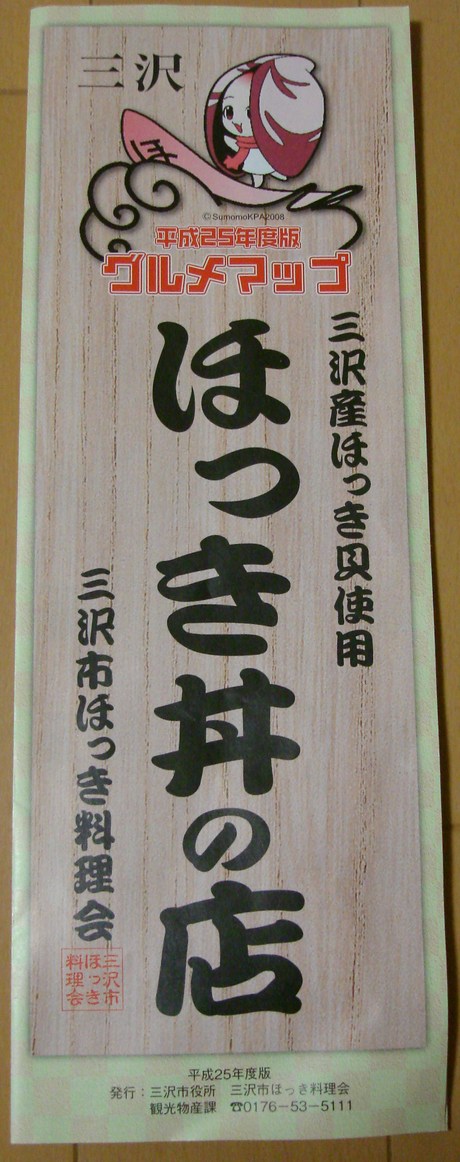 三沢
ほ
©SumomoKPA2008
平成25年度版
グルメマップ
三沢産ほっき貝使用
ほっき丼の店
三沢市ほっき料理会
三沢市
ほっき
料理会
平成25年度版
発行：三沢市役所　三沢市ほっき料理会
観光物産課　☎0176−53−5111